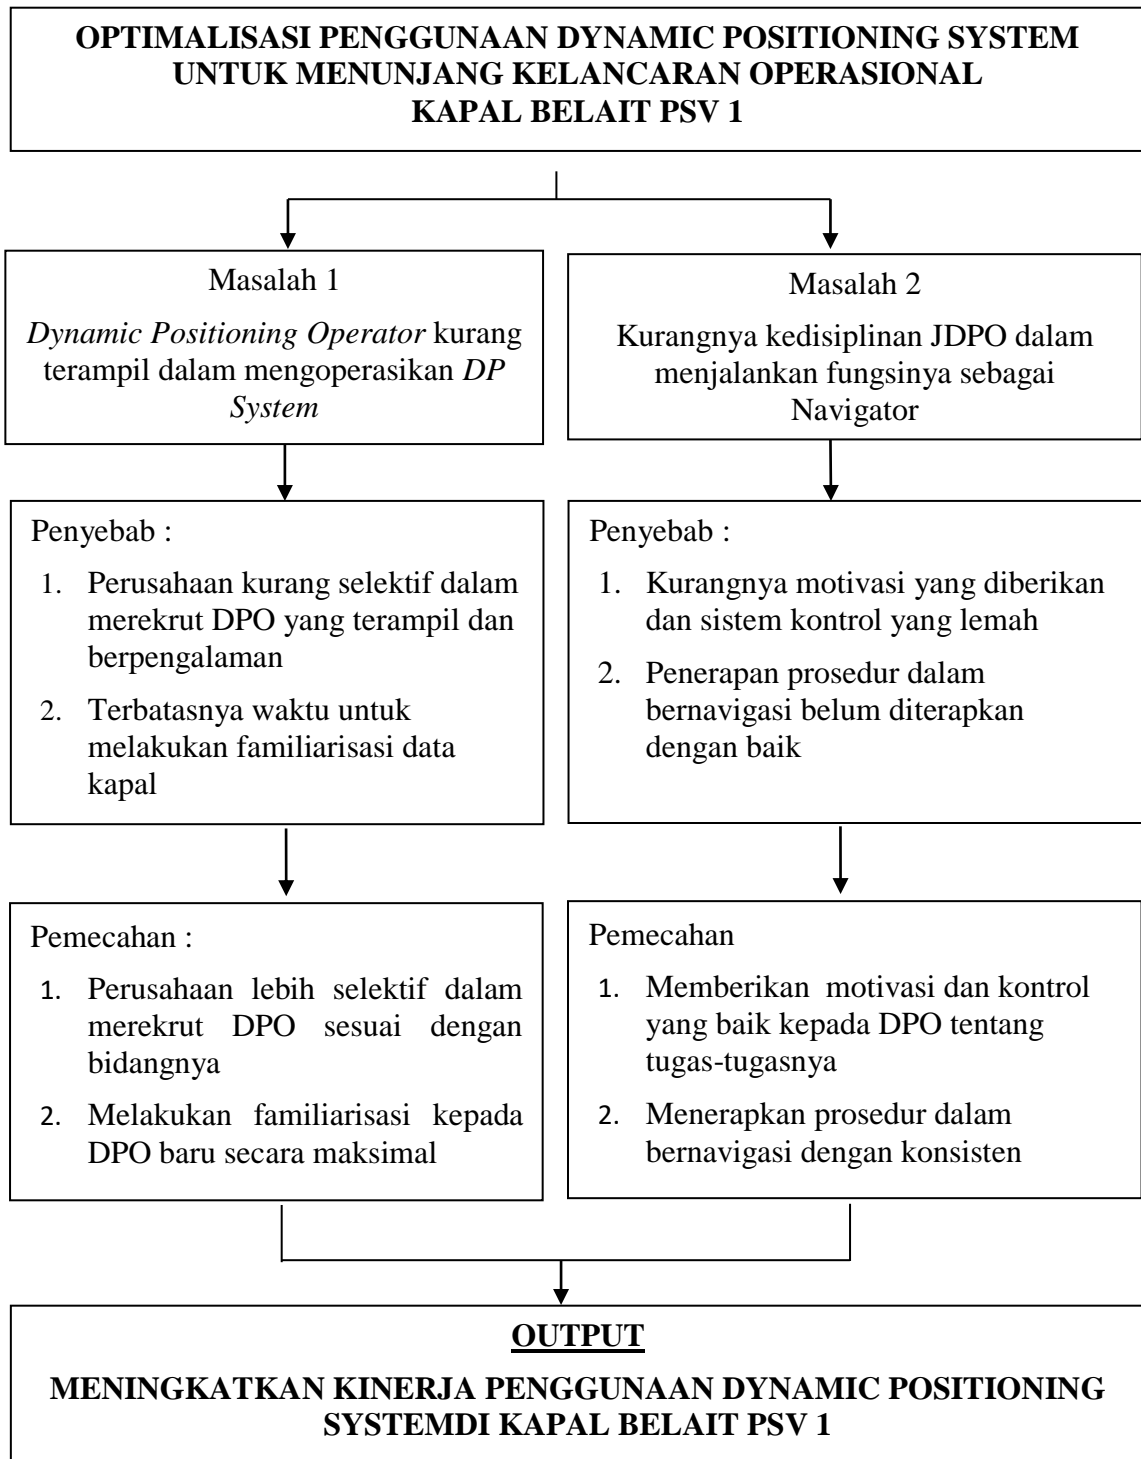 OPTIMALISASI PENGGUNAAN DYNAMIC POSITIONING SYSTEM
UNTUK MENUNJANG KELANCARAN OPERASIONAL
KAPAL BELAIT PSV 1
Masalah 1
Dynamic Positioning Operator kurang
terampil dalam mengoperasikan DP
System
Masalah 2
Kurangnya kedisiplinan JDPO dalam
menjalankan fungsinya sebagai
Navigator
Penyebab :
1. Perusahaan kurang selektif dalam
merekrut DPO yang terampil dan
berpengalaman
2. Terbatasnya waktu untuk
melakukan familiarisasi data
kapal
Penyebab :
1. Kurangnya motivasi yang diberikan
dan sistem kontrol yang lemah
2. Penerapan prosedur dalam
bernavigasi belum diterapkan
dengan baik
Pemecahan :
1. Perusahaan lebih selektif dalam
merekrut DPO sesuai dengan
bidangnya
2. Melakukan familiarisasi kepada
DPO baru secara maksimal
Pemecahan
1. Memberikan motivasi dan kontrol
yang baik kepada DPO tentang
tugas-tugasnya
2. Menerapkan prosedur dalam
bernavigasi dengan konsisten
OUTPUT
MENINGKATKAN KINERJA PENGGUNAAN DYNAMIC POSITIONING
SYSTEMDI KAPAL BELAIT PSV 1